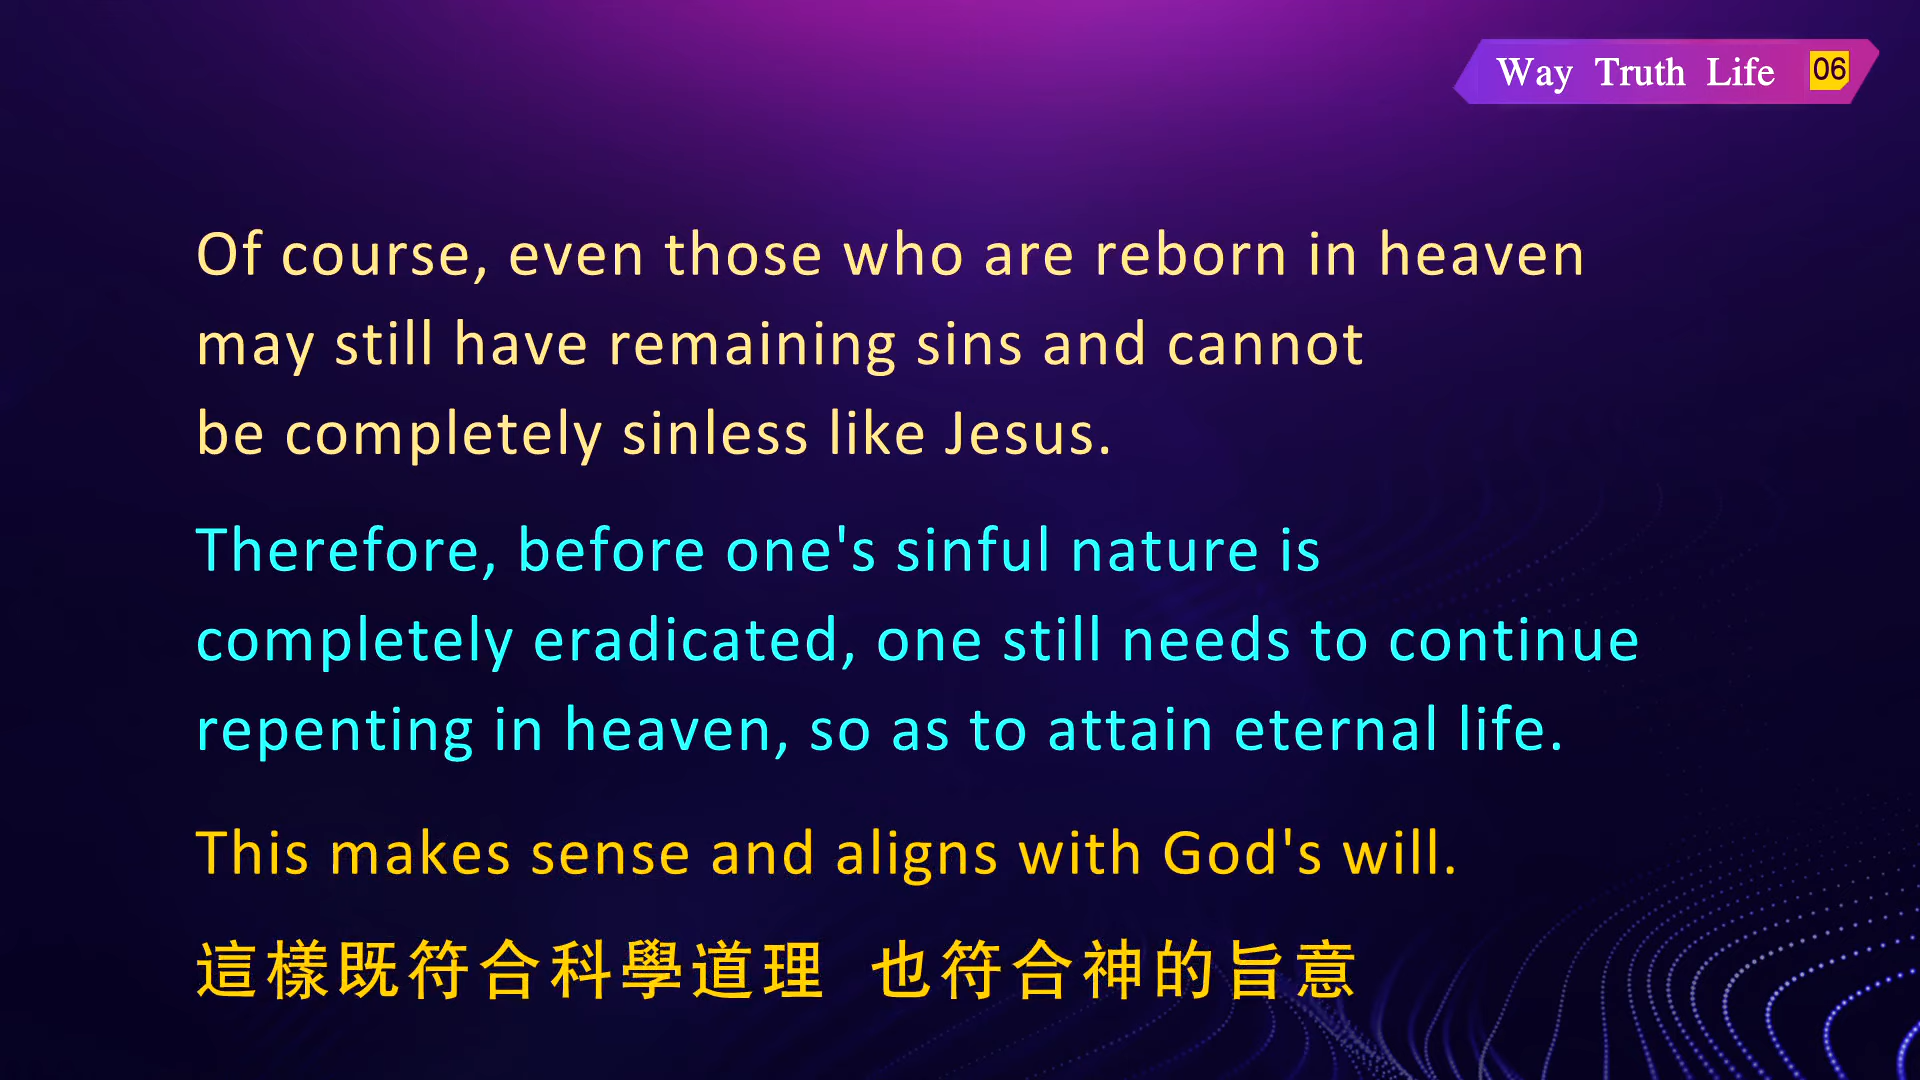 Way Truth Life 06
Of course, even those who are reborn in heaven
may still have remaining sins and cannot
be completely sinless like Jesus.
Therefore, before one's sinful nature is
completely eradicated, one still needs to continue
repenting in heaven, so as to attain eternal life.
This makes sense and aligns with God's will.
這樣既符合科學道理 也符合神的旨意